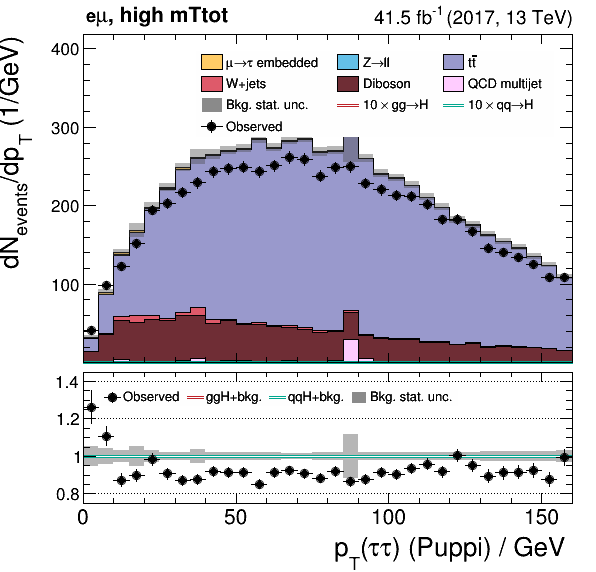 eμ, high mTtot 41.5 fb⁻¹ (2017, 13 TeV)
dN_events/dp_T (1/GeV)
400
300
200
100
μ→τ embedded Z→ll tt̄
W+jets Diboson QCD multijet
Bkg. stat. unc. 10 × gg→H 10 × qq→H
Observed
1.4
1.2
1
0.8
Observed ggH+bkg. qqH+bkg. Bkg. stat. unc.
0 50 100 150
p_T(ττ) (Puppi) / GeV